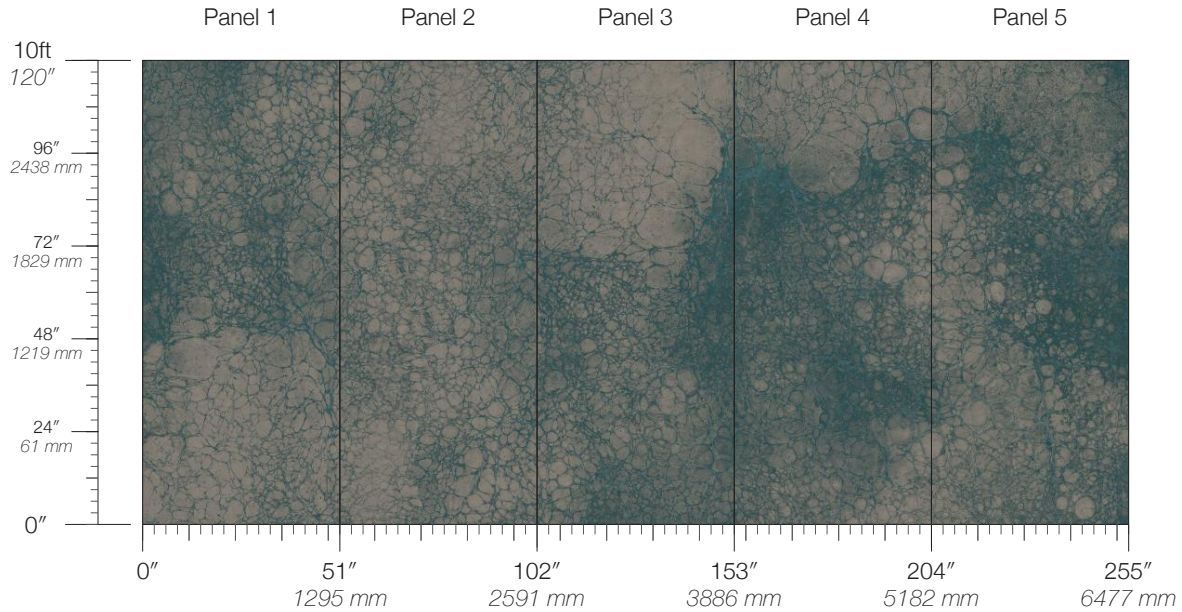 Panel 1 Panel 2 Panel 3 Panel 4 Panel 5
10ft
120″
96″
2438 mm
72″
1829 mm
48″
1219 mm
24″
61 mm
0″
0″ 51″ 102″ 153″ 204″ 255″
1295 mm 2591 mm 3886 mm 5182 mm 6477 mm